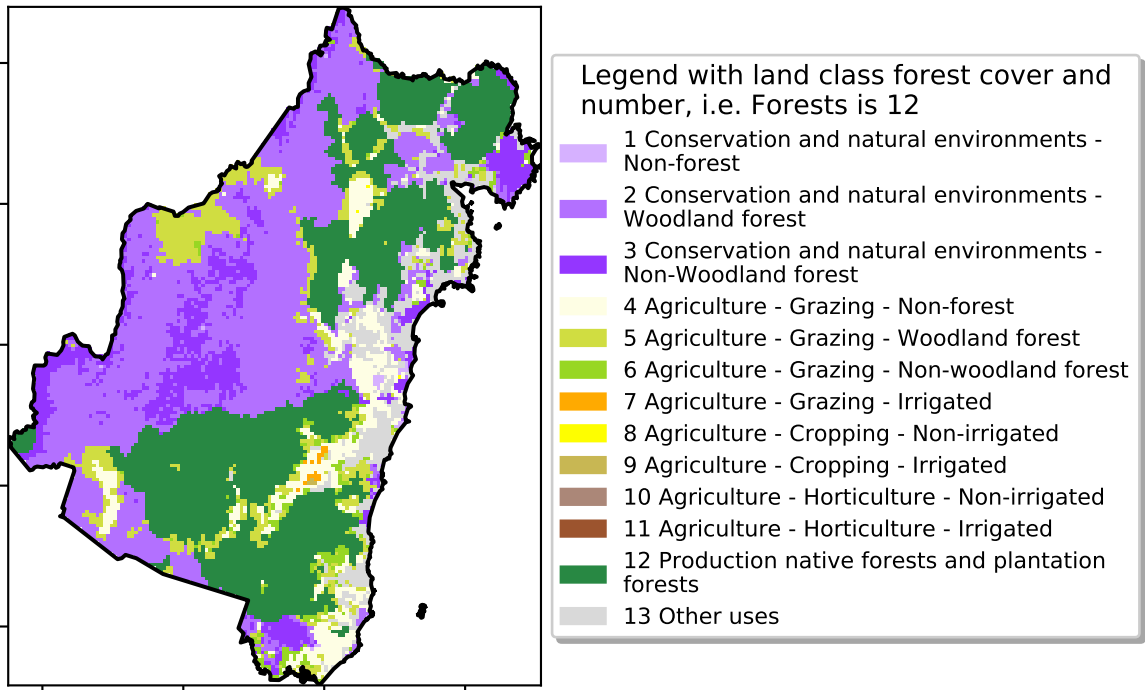 Legend with land class forest cover and
number, i.e. Forests is 12
1 Conservation and natural environments -
Non-forest
2 Conservation and natural environments -
Woodland forest
3 Conservation and natural environments -
Non-Woodland forest
4 Agriculture - Grazing - Non-forest
5 Agriculture - Grazing - Woodland forest
6 Agriculture - Grazing - Non-woodland forest
7 Agriculture - Grazing - Irrigated
8 Agriculture - Cropping - Non-irrigated
9 Agriculture - Cropping - Irrigated
10 Agriculture - Horticulture - Non-irrigated
11 Agriculture - Horticulture - Irrigated
12 Production native forests and plantation
forests
13 Other uses